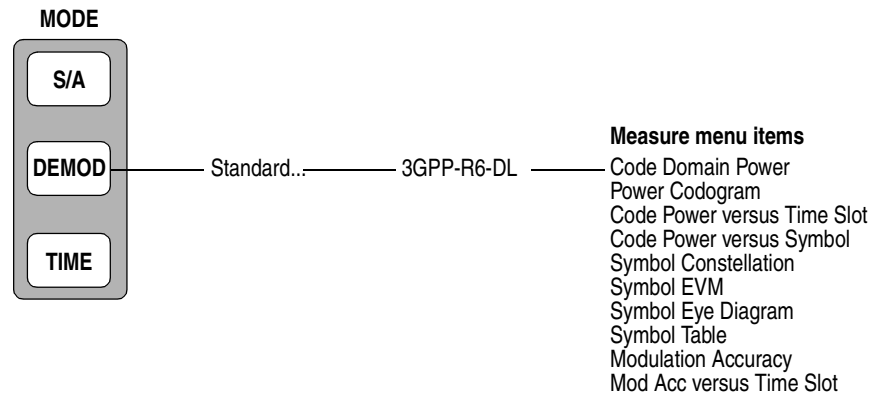 MODE
S/A
DEMOD
TIME
Standard...
3GPP-R6-DL
Measure menu items
Code Domain Power
Power Codogram
Code Power versus Time Slot
Code Power versus Symbol
Symbol Constellation
Symbol EVM
Symbol Eye Diagram
Symbol Table
Modulation Accuracy
Mod Acc versus Time Slot